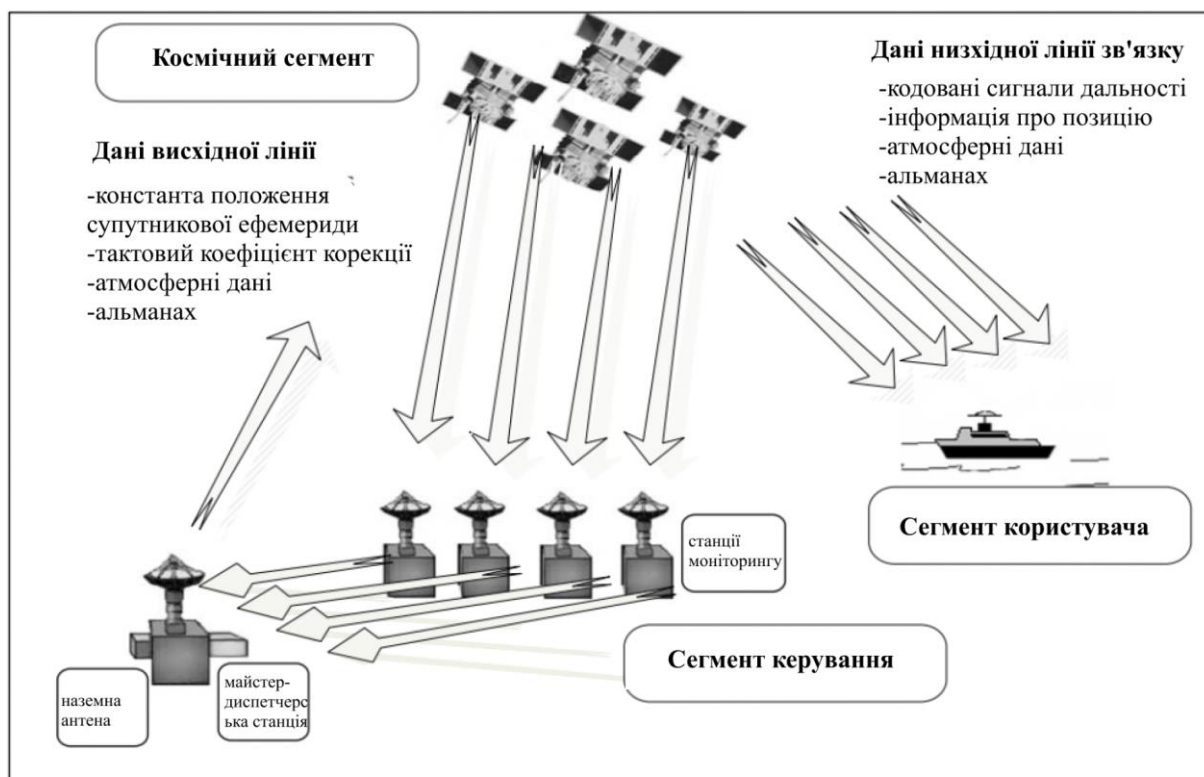 Космічний сегмент
Дані висхідної лінії
-константа положення
супутникової ефемериди
-тактовий коефіцієнт корекції
-атмосферні дані
-альманах
Дані низхідної лінії зв'язку
-кодовані сигнали дальності
-інформація про позицію
-атмосферні дані
-альманах
Сегмент користувача
станції
моніторингу
Сегмент керування
наземна
антена
майстер-
диспетчерс
ька станція